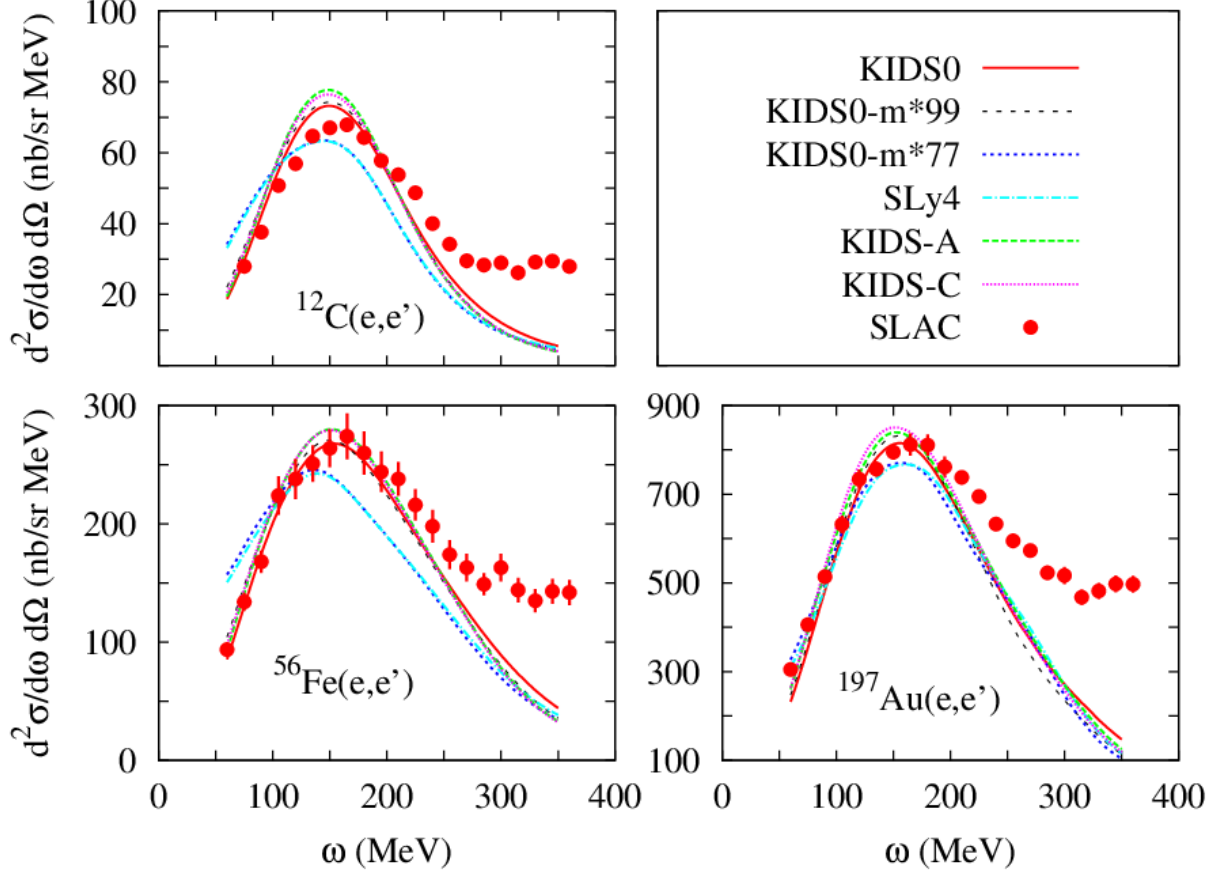 d²σ/dω dΩ (nb/sr MeV)
100
80
60
40
20
¹²C(e,e’)
KIDS0
KIDS0-m*99
KIDS0-m*77
SLy4
KIDS-A
KIDS-C
SLAC
d²σ/dω dΩ (nb/sr MeV)
300
200
100
0
⁵⁶Fe(e,e’)
0 100 200 300 400
ω (MeV)
900
700
500
300
100
¹⁹⁷Au(e,e’)
0 100 200 300 400
ω (MeV)